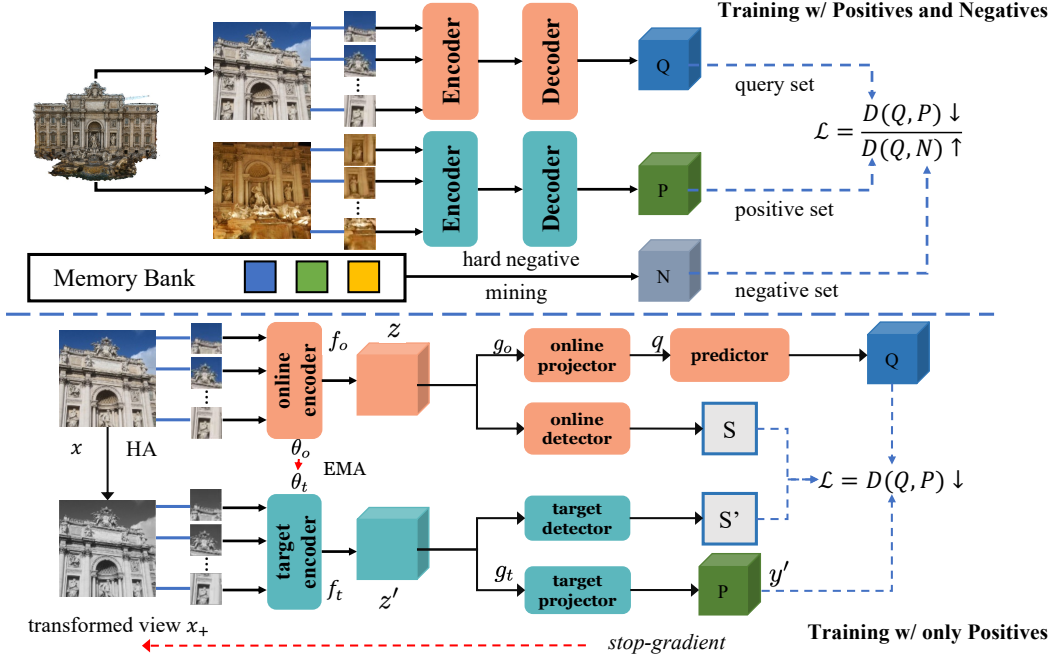 Training w/ Positives and Negatives
Encoder
Decoder
Q
query set
ℒ = D(Q, P) ↓ / D(Q, N) ↑
Encoder
Decoder
P
positive set
Memory Bank
hard negative
mining
N
negative set
x
HA
online
encoder
f_o
z
g_o
online
projector
q
predictor
Q
online
detector
S
θ_o
EMA
θ_t
ℒ = D(Q, P) ↓
target
encoder
f_t
z′
target
detector
S'
g_t
target
projector
P
y′
transformed view x_+
stop-gradient
Training w/ only Positives